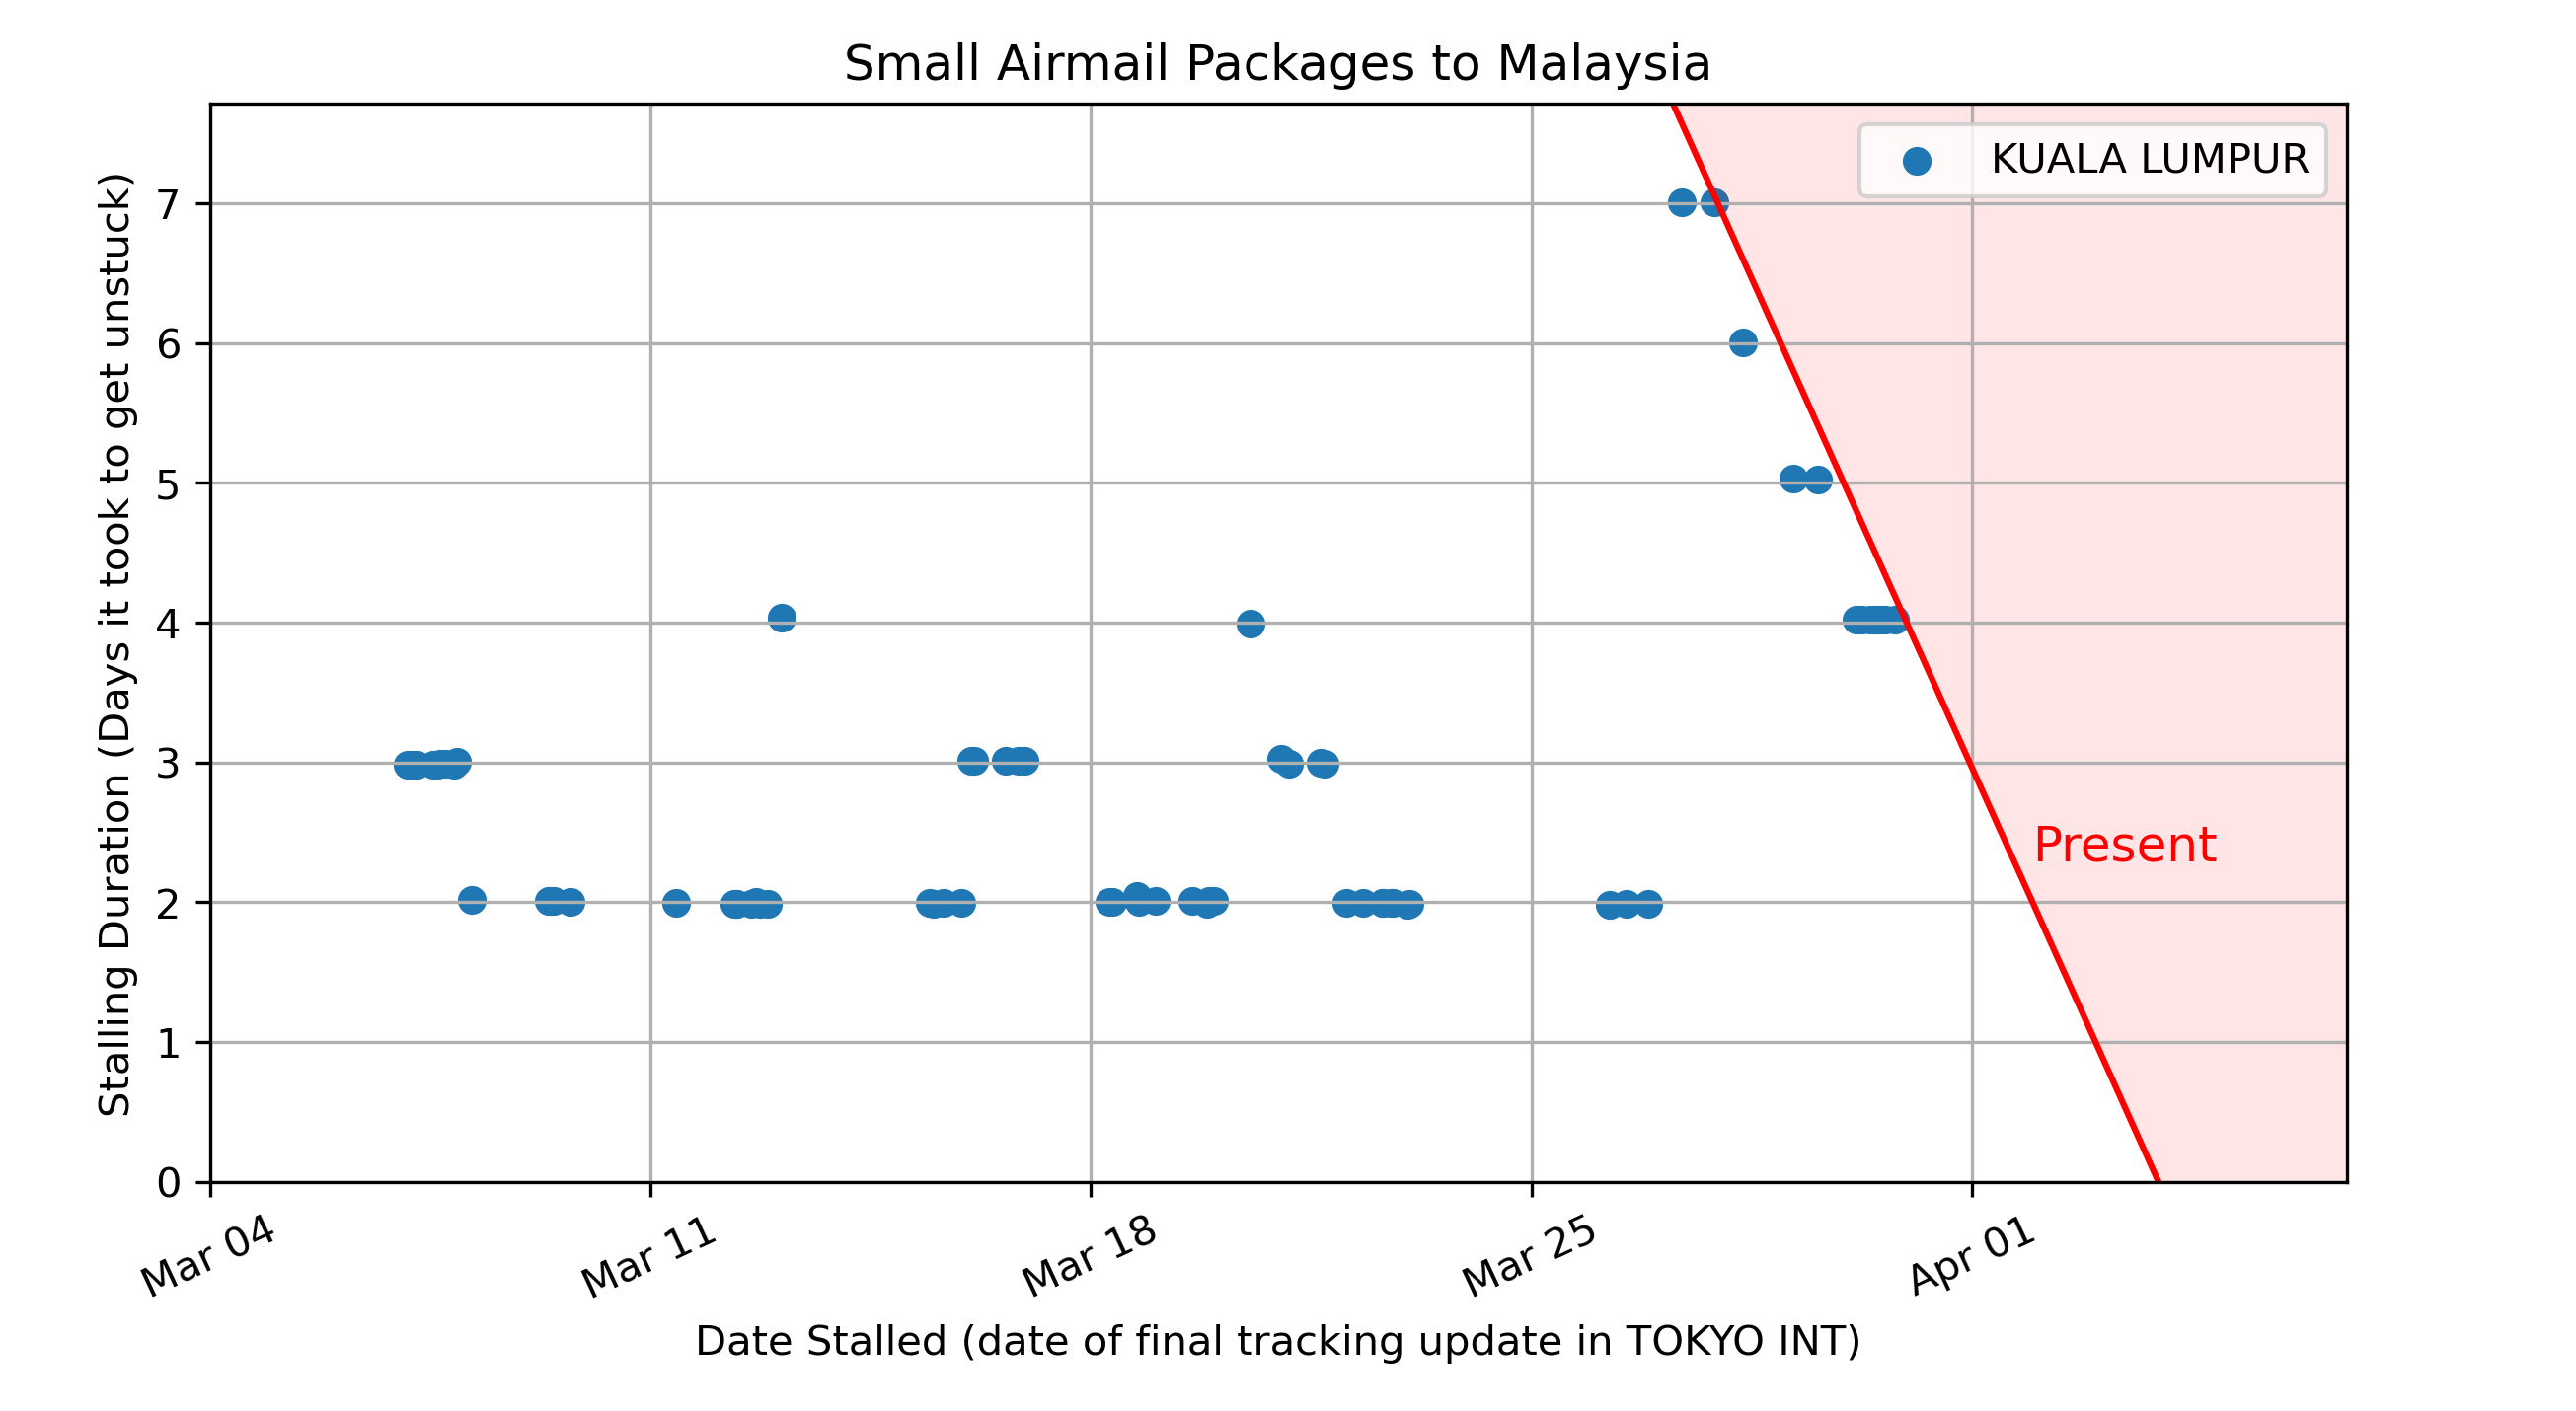 Small Airmail Packages to Malaysia
KUALA LUMPUR
Stalling Duration (Days it took to get unstuck)
7
6
5
4
3
2
1
0
Present
Mar 04
Mar 11
Mar 18
Mar 25
Apr 01
Date Stalled (date of final tracking update in TOKYO INT)